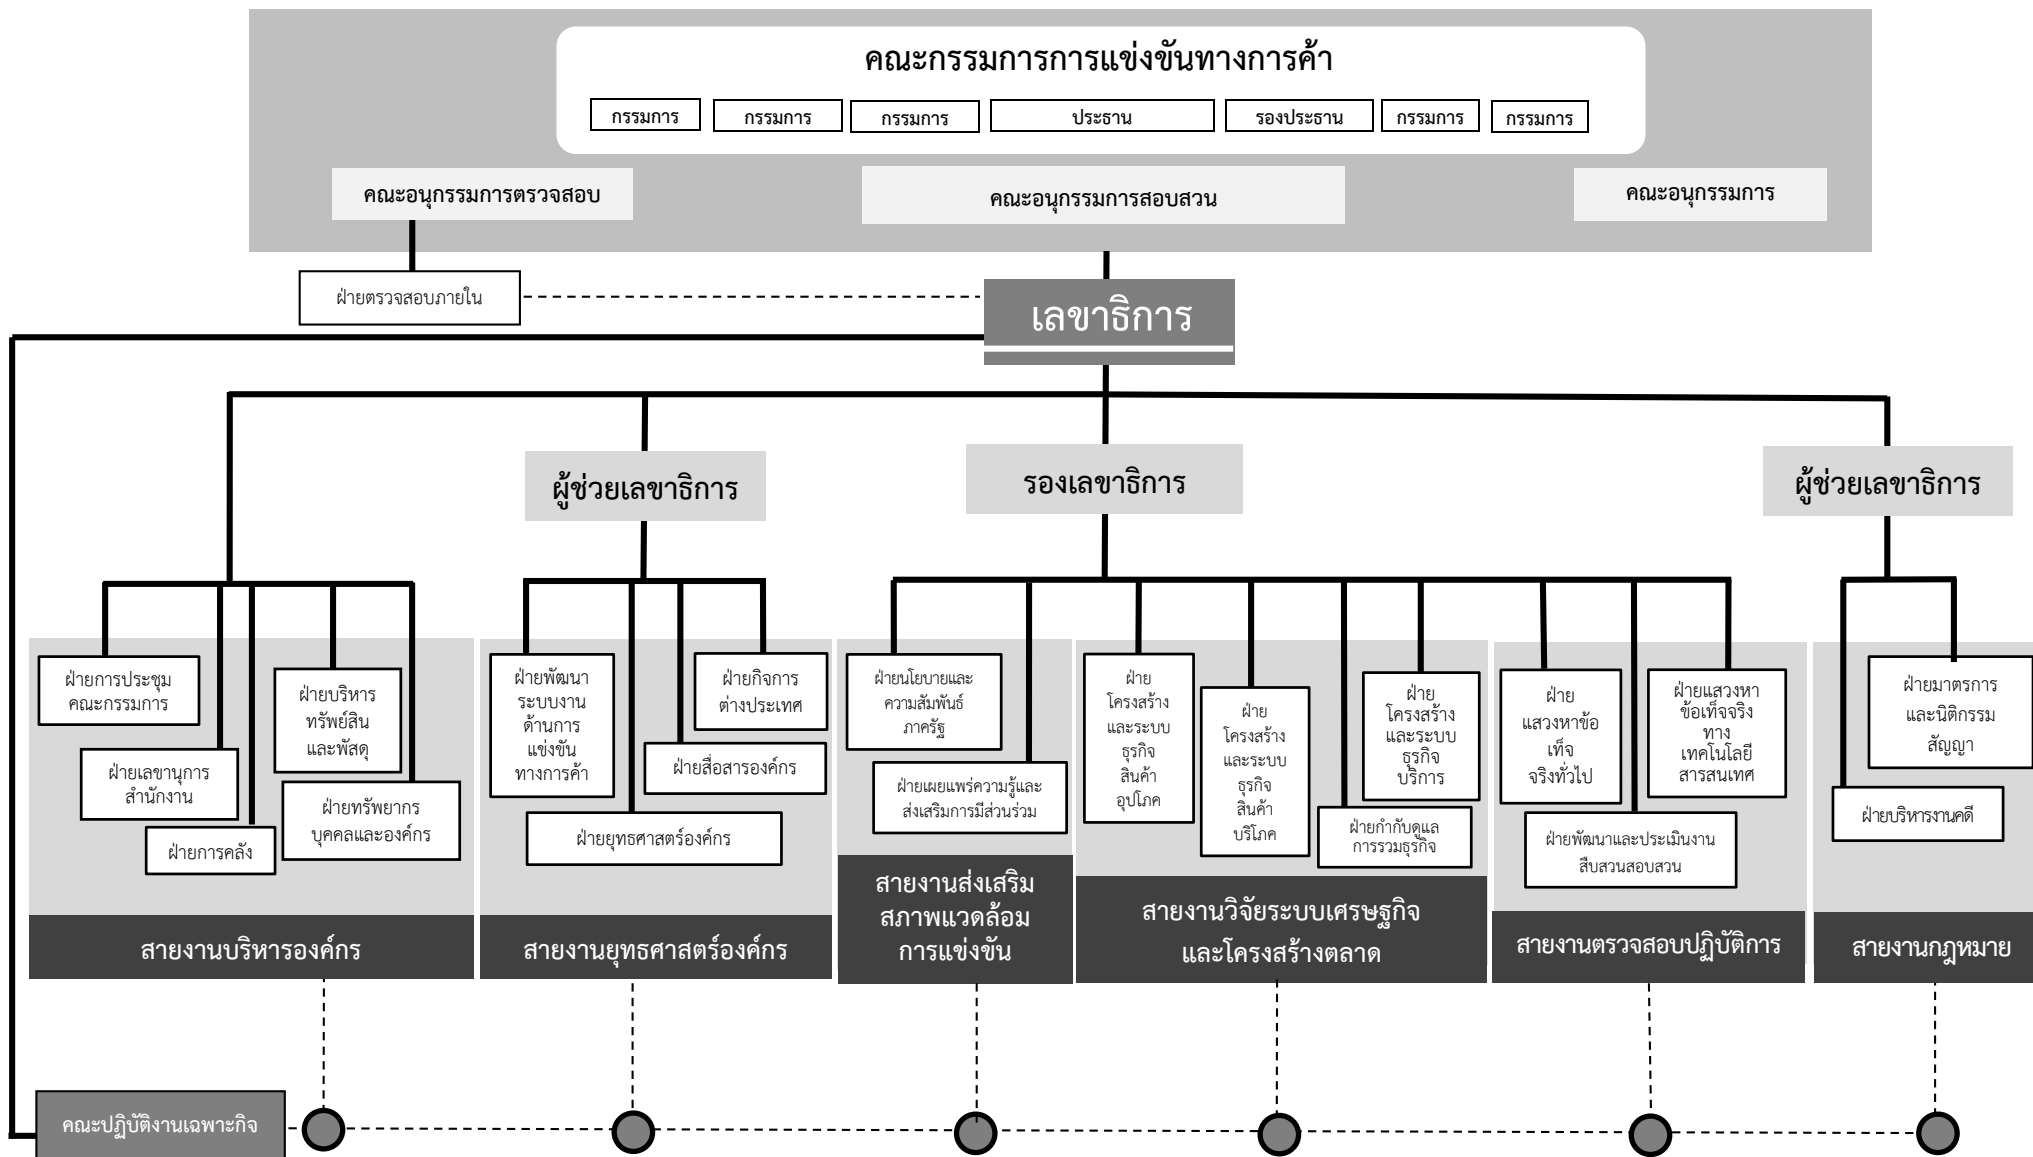 คณะกรรมการการแข่งขันทางการค้า
กรรมการ
กรรมการ
กรรมการ
ประธาน
รองประธาน
กรรมการ
กรรมการ
คณะอนุกรรมการตรวจสอบ
คณะอนุกรรมการสอบสวน
คณะอนุกรรมการ
ฝ่ายตรวจสอบภายใน
เลขาธิการ
ผู้ช่วยเลขาธิการ
รองเลขาธิการ
ผู้ช่วยเลขาธิการ
ฝ่ายการประชุม
คณะกรรมการ
ฝ่ายเลขานุการ
สำนักงาน
ฝ่ายการคลัง
ฝ่ายบริหาร
ทรัพย์สิน
และพัสดุ
ฝ่ายทรัพยากร
บุคคลและองค์กร
สายงานบริหารองค์กร
ฝ่ายพัฒนา
ระบบงาน
ด้านการ
แข่งขัน
ทางการค้า
ฝ่ายกิจการ
ต่างประเทศ
ฝ่ายสื่อสารองค์กร
ฝ่ายยุทธศาสตร์องค์กร
สายงานยุทธศาสตร์องค์กร
ฝ่ายนโยบายและ
ความสัมพันธ์
ภาครัฐ
ฝ่ายเผยแพร่ความรู้และ
ส่งเสริมการมีส่วนร่วม
สายงานส่งเสริม
สภาพแวดล้อม
การแข่งขัน
ฝ่าย
โครงสร้าง
และระบบ
ธุรกิจ
สินค้า
อุปโภค
ฝ่าย
โครงสร้าง
และระบบ
ธุรกิจ
สินค้า
บริโภค
ฝ่าย
โครงสร้าง
และระบบ
ธุรกิจ
บริการ
ฝ่ายกำกับดูแล
การรวมธุรกิจ
สายงานวิจัยระบบเศรษฐกิจ
และโครงสร้างตลาด
ฝ่าย
แสวงหาข้อ
เท็จ
จริงทั่วไป
ฝ่ายแสวงหา
ข้อเท็จจริง
ทาง
เทคโนโลยี
สารสนเทศ
ฝ่ายพัฒนาและประเมินงาน
สืบสวนสอบสวน
สายงานตรวจสอบปฏิบัติการ
ฝ่ายมาตรการ
และนิติกรรม
สัญญา
ฝ่ายบริหารงานคดี
สายงานกฎหมาย
คณะปฏิบัติงานเฉพาะกิจ